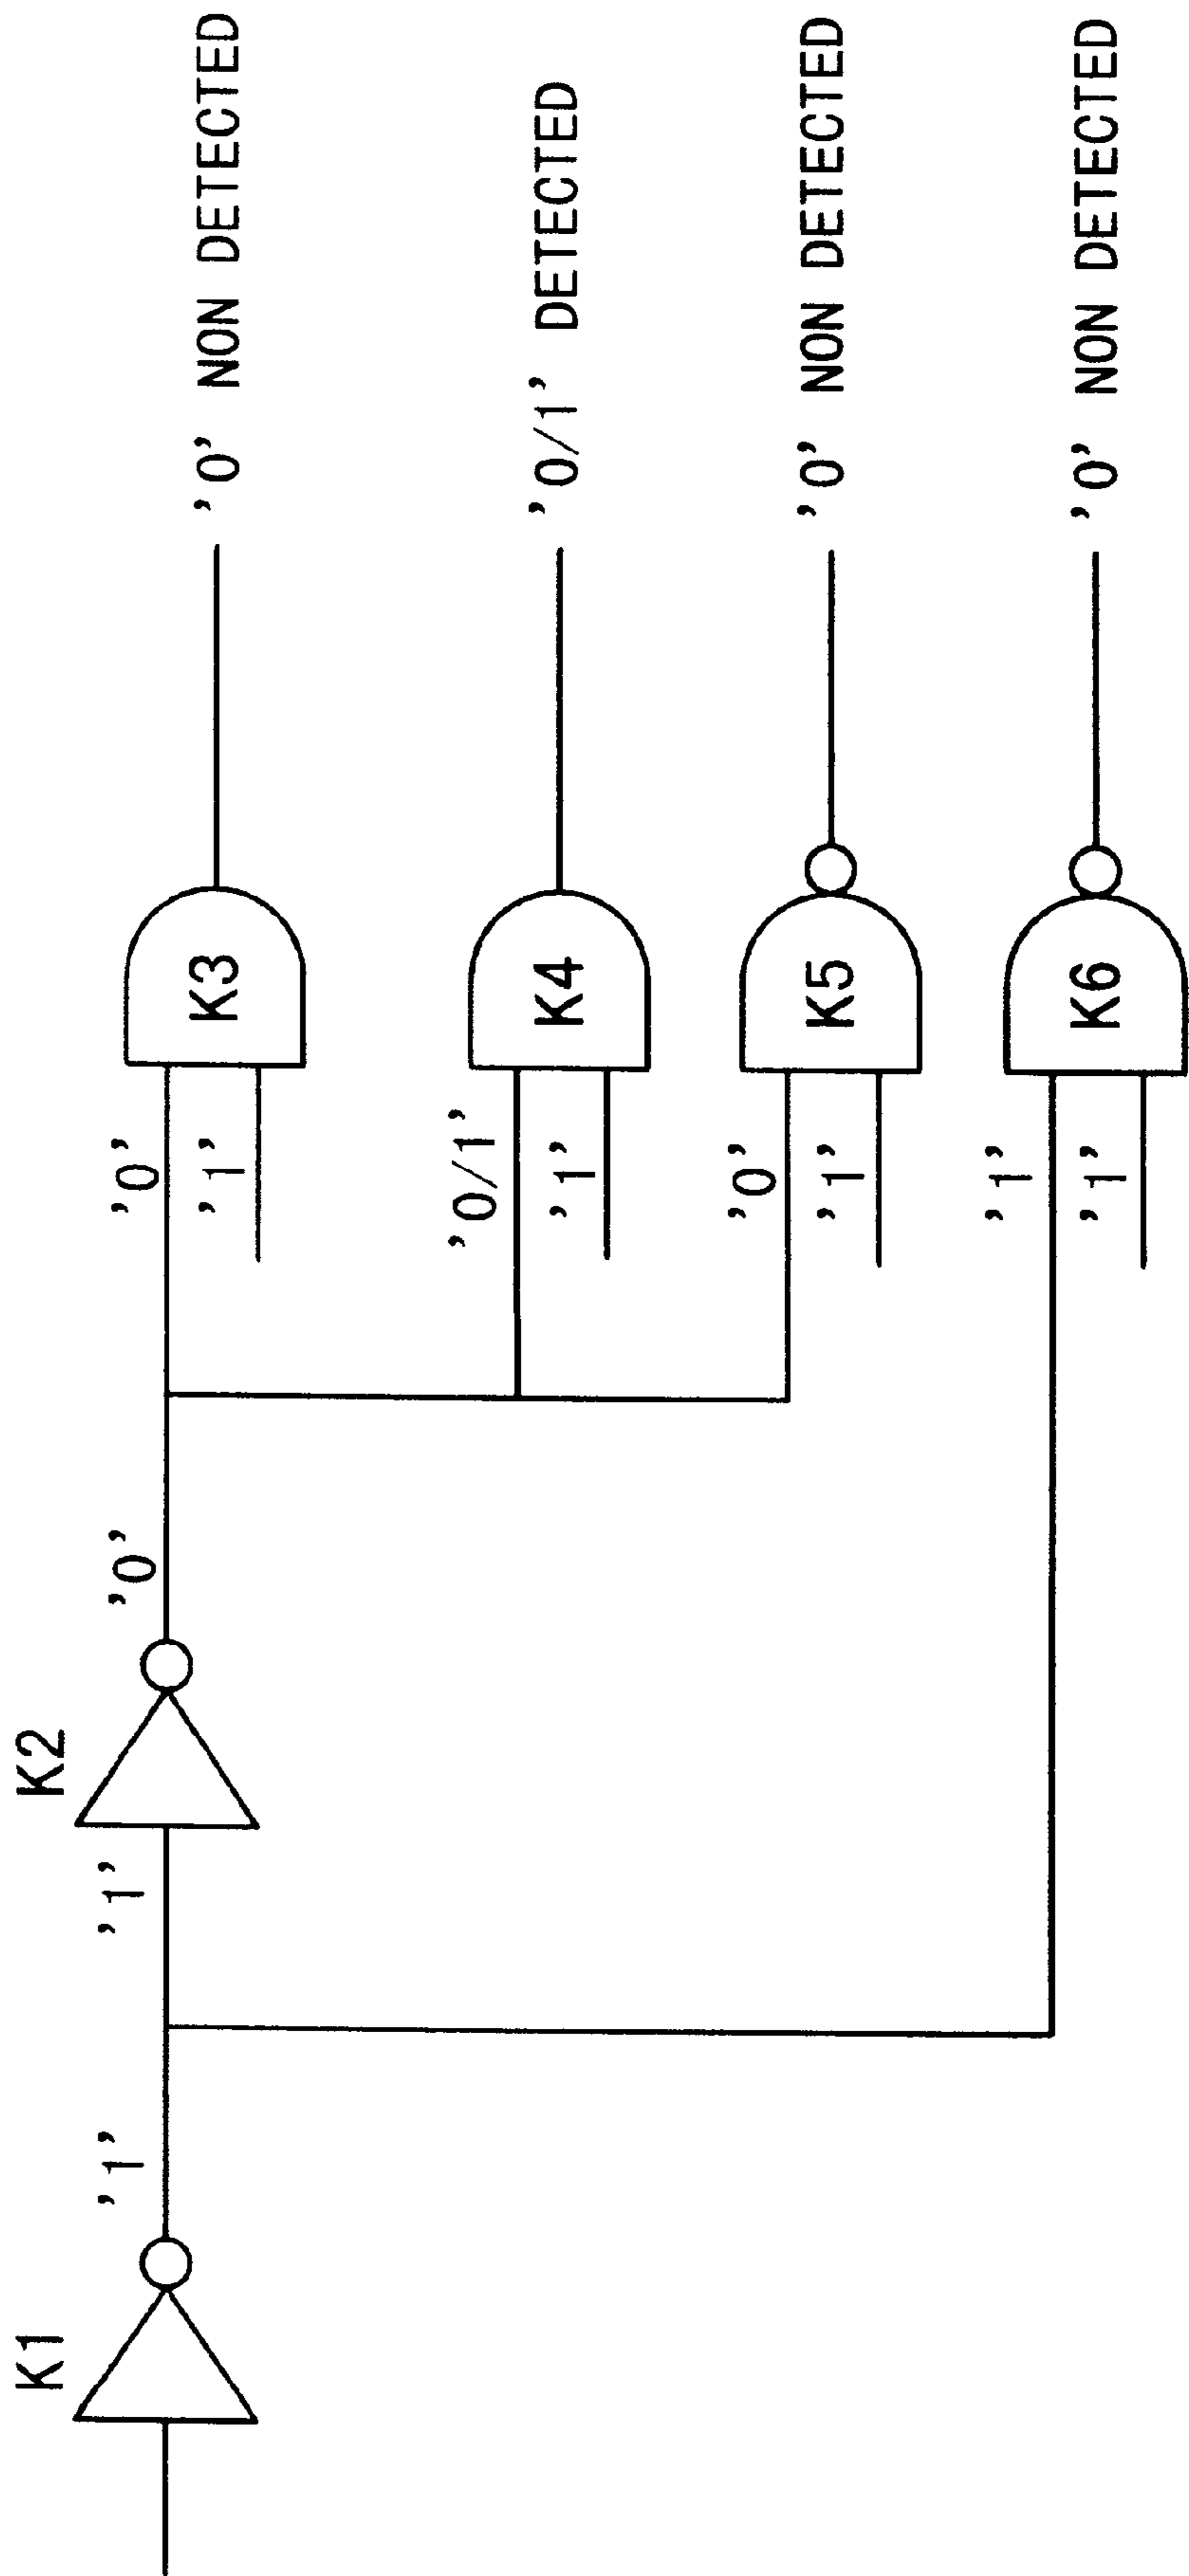 K1
'1'
'1'
K2
'0'
'0'
'1'
K3
'0' NON DETECTED
'0/1'
'1'
K4
'0/1' DETECTED
'0'
'1'
K5
'0' NON DETECTED
'1'
'1'
K6
'0' NON DETECTED